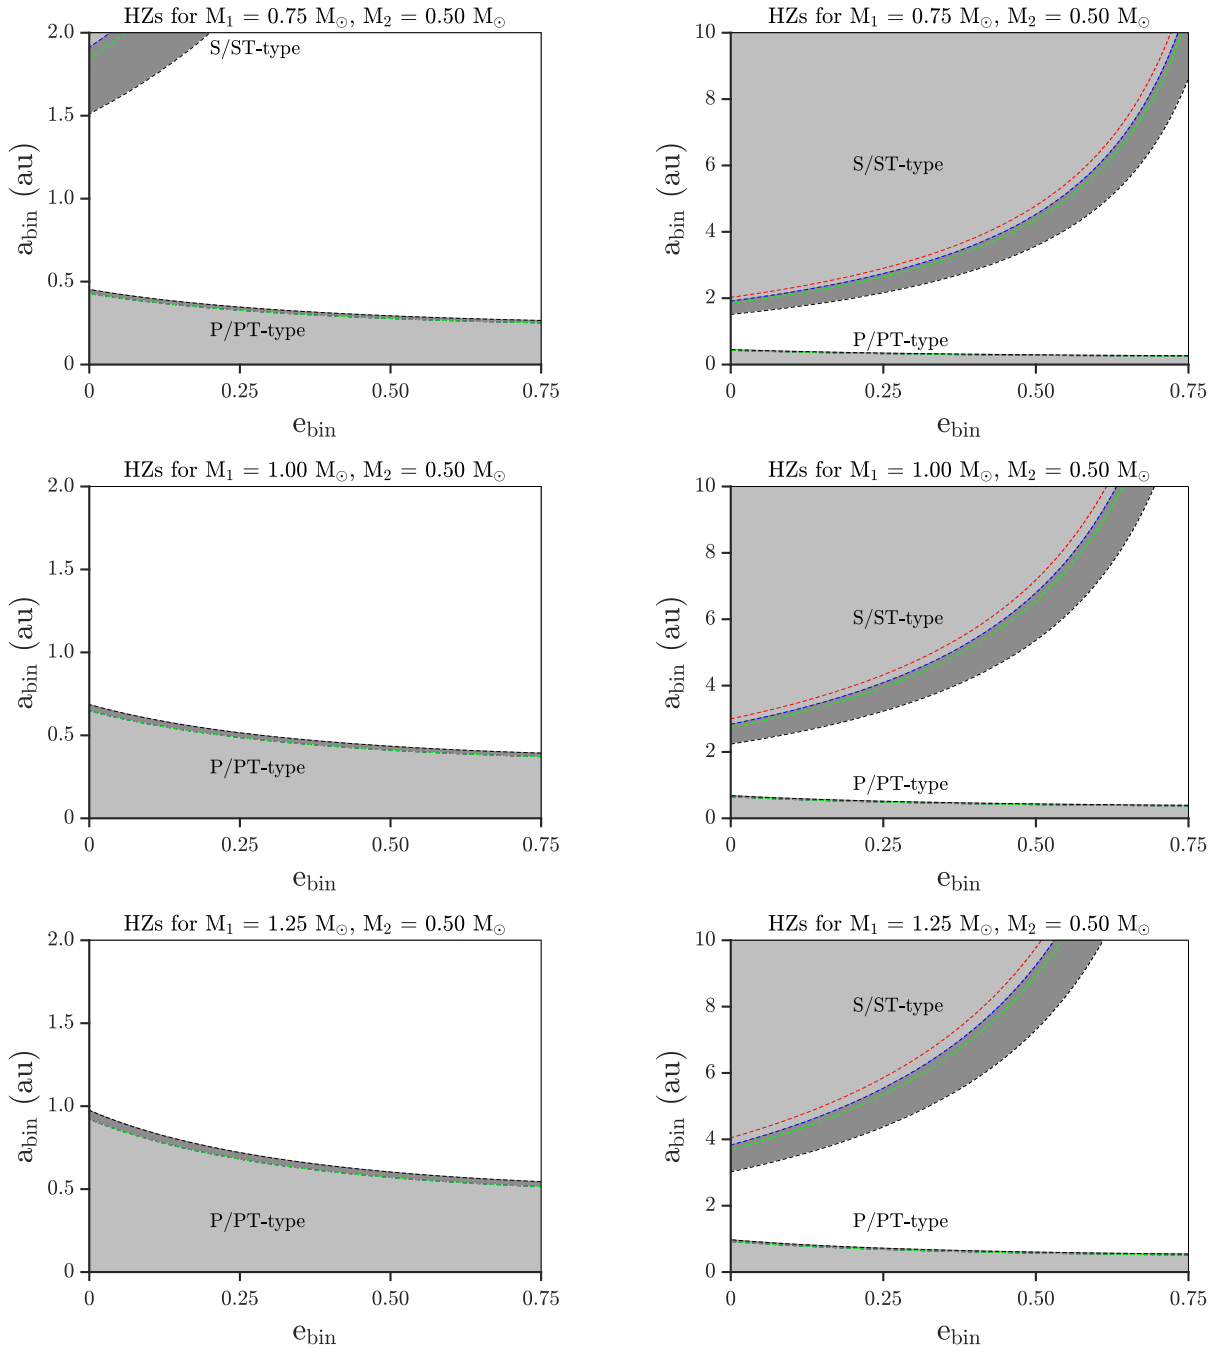 HZs for M₁ = 0.75 M☉, M₂ = 0.50 M☉
2.0
1.5
1.0
0.5
0
a_bin (au)
S/ST-type
P/PT-type
0 0.25 0.50 0.75
e_bin
HZs for M₁ = 0.75 M☉, M₂ = 0.50 M☉
10
8
6
4
2
0
a_bin (au)
S/ST-type
P/PT-type
0 0.25 0.50 0.75
e_bin
HZs for M₁ = 1.00 M☉, M₂ = 0.50 M☉
2.0
1.5
1.0
0.5
0
a_bin (au)
P/PT-type
0 0.25 0.50 0.75
e_bin
HZs for M₁ = 1.00 M☉, M₂ = 0.50 M☉
10
8
6
4
2
0
a_bin (au)
S/ST-type
P/PT-type
0 0.25 0.50 0.75
e_bin
HZs for M₁ = 1.25 M☉, M₂ = 0.50 M☉
2.0
1.5
1.0
0.5
0
a_bin (au)
P/PT-type
0 0.25 0.50 0.75
e_bin
HZs for M₁ = 1.25 M☉, M₂ = 0.50 M☉
10
8
6
4
2
0
a_bin (au)
S/ST-type
P/PT-type
0 0.25 0.50 0.75
e_bin